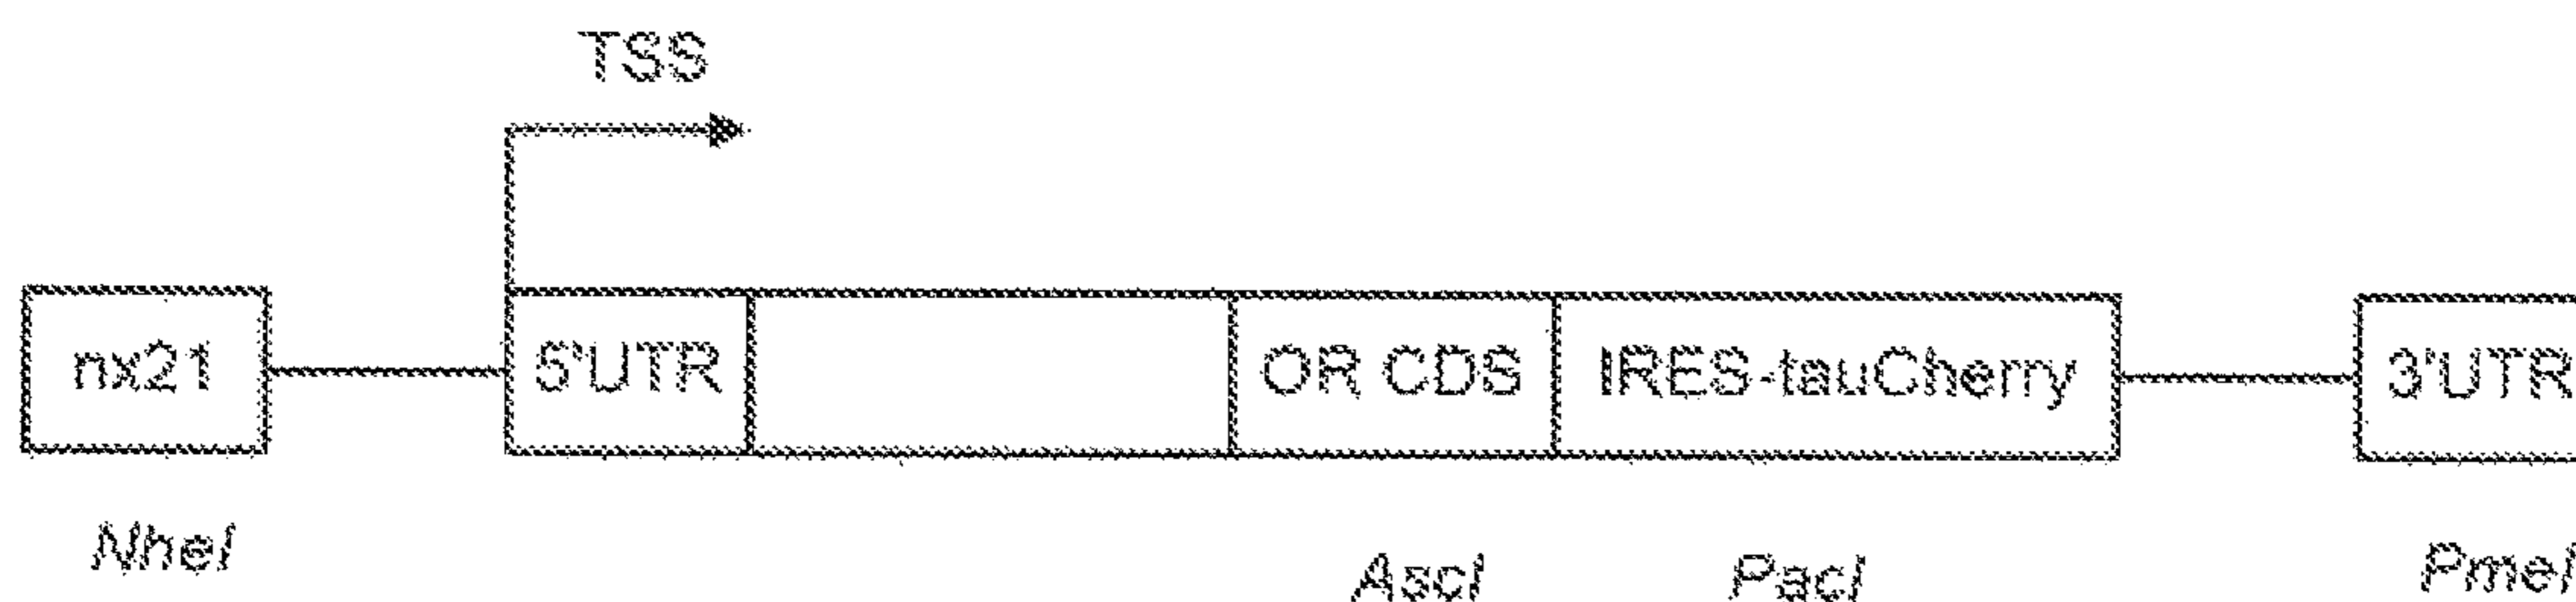 TSS
nx21 5'UTR OR CDS IRES-tauCherry 3'UTR
NheI AscI PacI PmeI